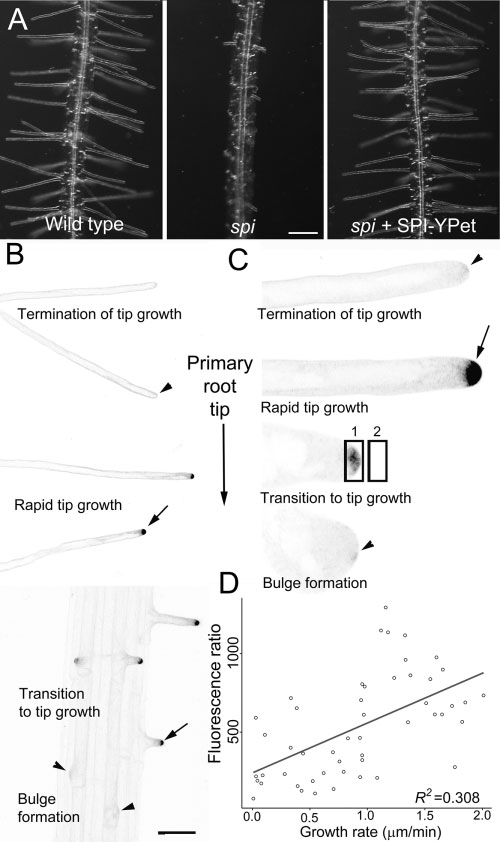 A
Wild type
spi
spi + SPI-YPet
B
Termination of tip growth
Primary
root
tip
Rapid tip growth
Transition
to tip growth
Bulge
formation
C
Termination of tip growth
Rapid tip growth
1 2
Transition to tip growth
Bulge formation
D
Fluorescence ratio
1000
500
R²=0.308
0.0 0.5 1.0 1.5 2.0
Growth rate (μm/min)